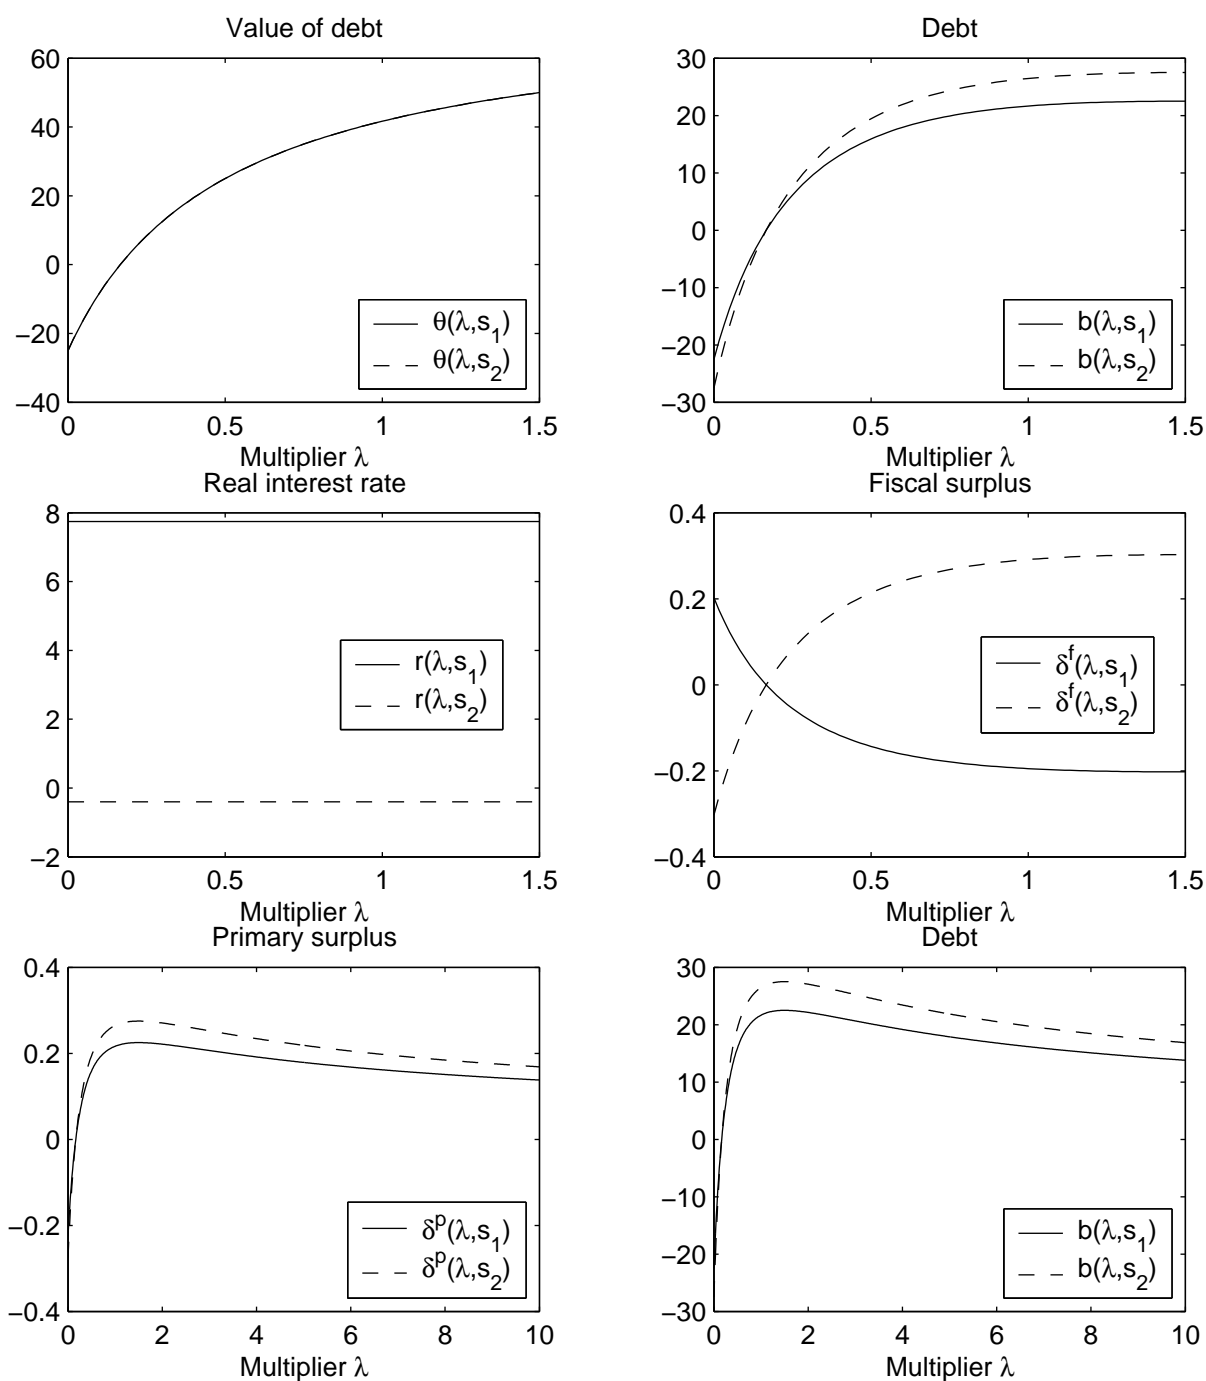 Value of debt
60
40
20
0
−20
−40
0 0.5 1 1.5
Multiplier λ
θ(λ,s1)
θ(λ,s2)
Debt
30
20
10
0
−10
−20
−30
0 0.5 1 1.5
Multiplier λ
b(λ,s1)
b(λ,s2)
Real interest rate
8
6
4
2
0
−2
0 0.5 1 1.5
Multiplier λ
r(λ,s1)
r(λ,s2)
Fiscal surplus
0.4
0.2
0
−0.2
−0.4
0 0.5 1 1.5
Multiplier λ
δf(λ,s1)
δf(λ,s2)
Primary surplus
0.4
0.2
0
−0.2
−0.4
0 2 4 6 8 10
Multiplier λ
δp(λ,s1)
δp(λ,s2)
Debt
30
20
10
0
−10
−20
−30
0 2 4 6 8 10
Multiplier λ
b(λ,s1)
b(λ,s2)